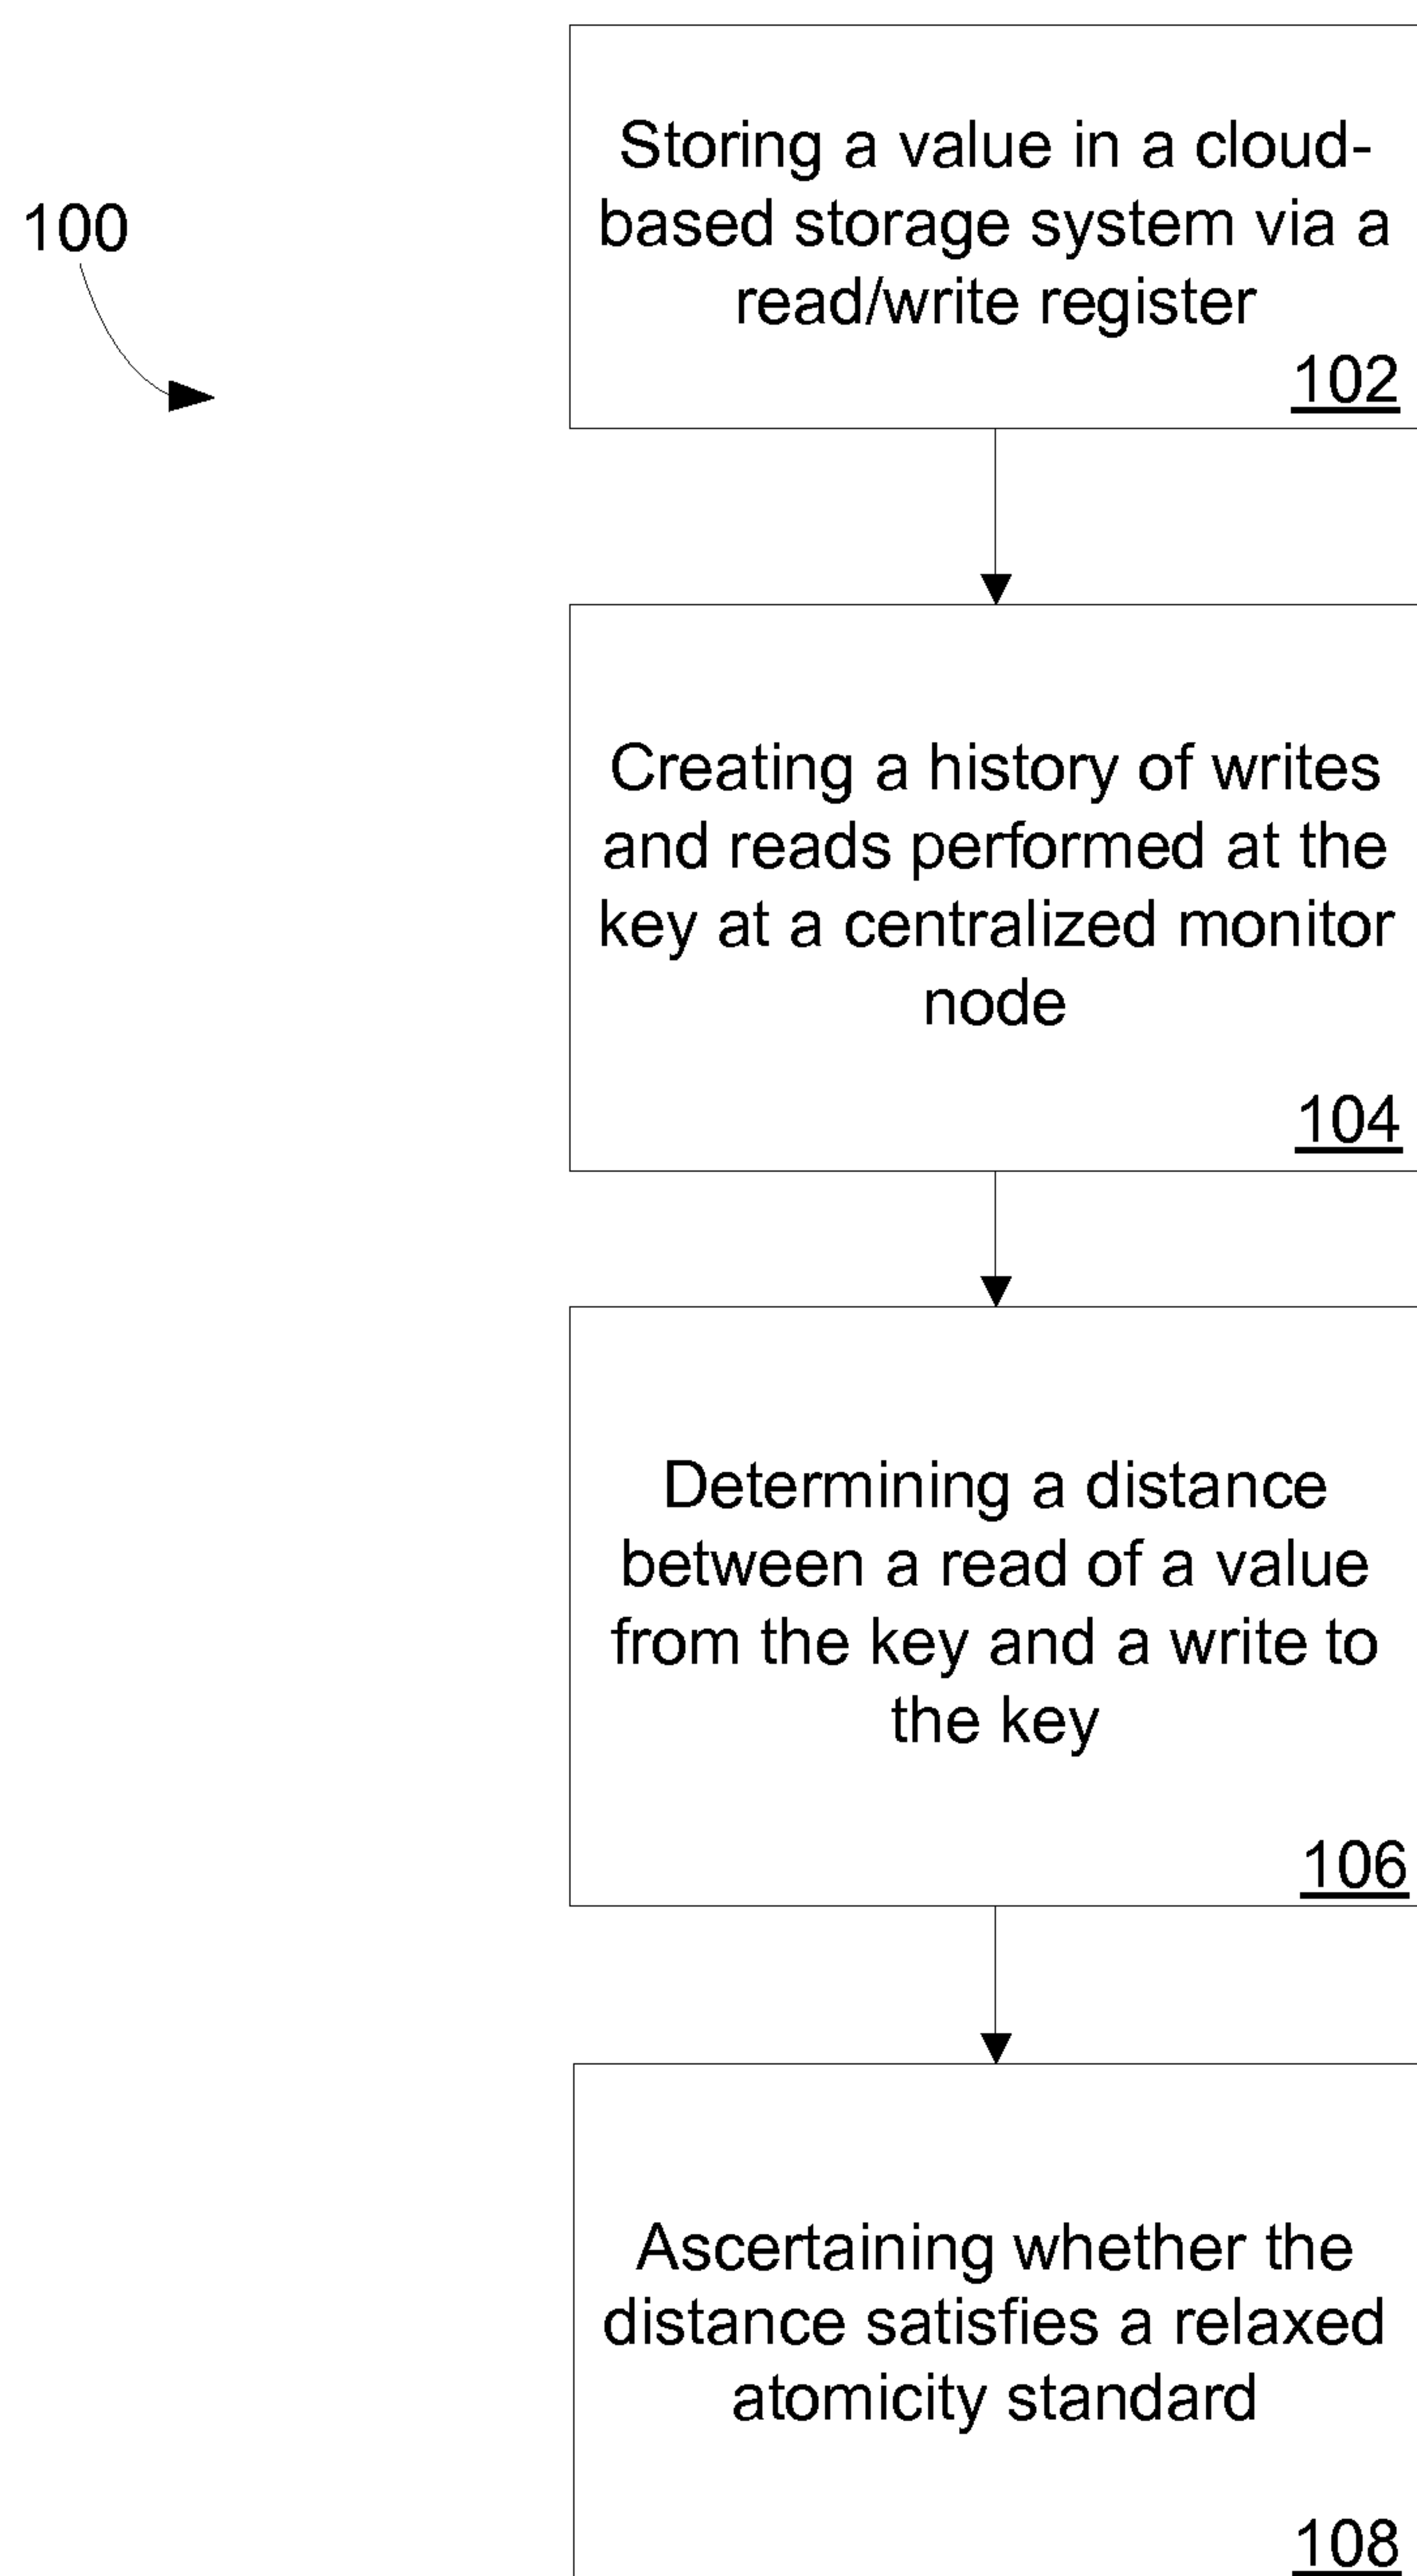 100
Storing a value in a cloud-
based storage system via a
read/write register
102
Creating a history of writes
and reads performed at the
key at a centralized monitor
node
104
Determining a distance
between a read of a value
from the key and a write to
the key
106
Ascertaining whether the
distance satisfies a relaxed
atomicity standard
108